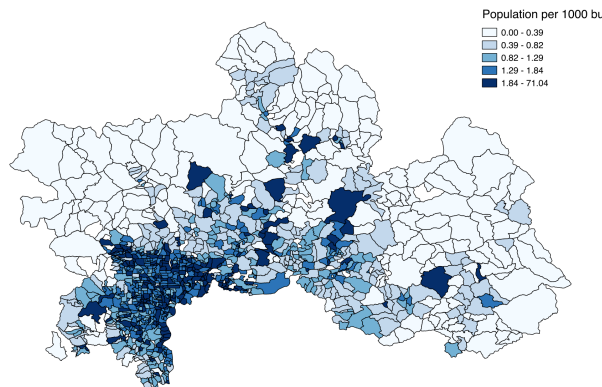 Population per 1000 bu
0.00 - 0.39
0.39 - 0.82
0.82 - 1.29
1.29 - 1.84
1.84 - 71.04